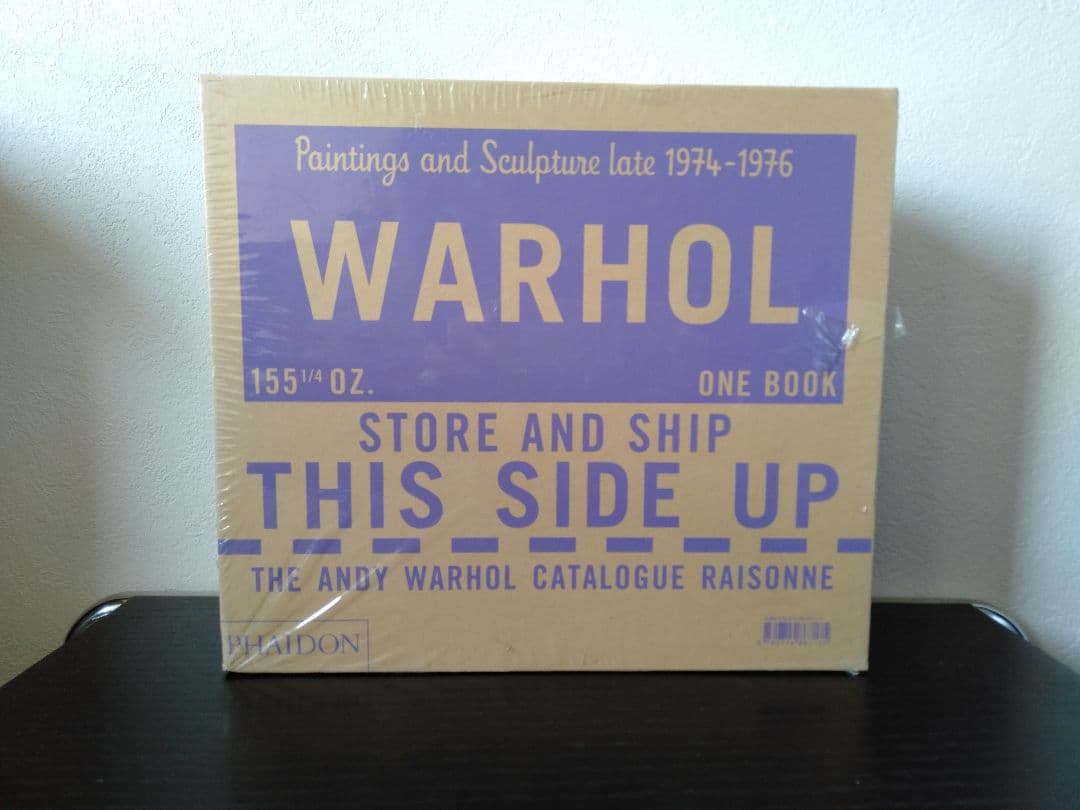 Paintings and Sculpture late 1974-1976
WARHOL
155 1/4 OZ.
ONE BOOK
STORE AND SHIP
THIS SIDE UP
THE ANDY WARHOL CATALOGUE RAISONNE
PHAIDON